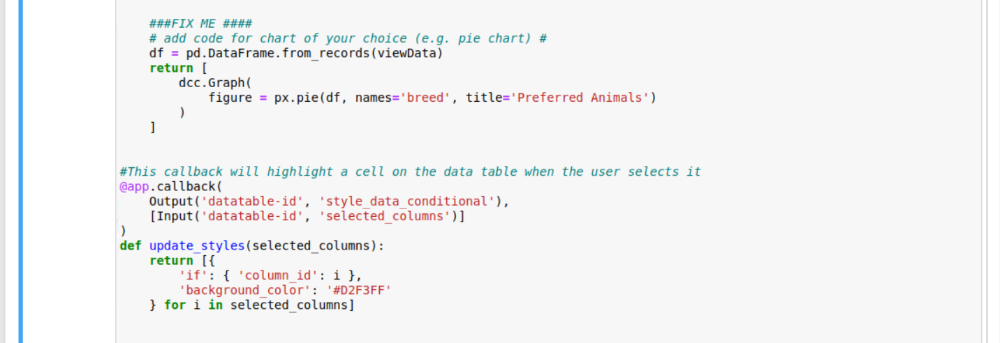 ###FIX ME ####
# add code for chart of your choice (e.g. pie chart) #
df = pd.DataFrame.from_records(viewData)
return [
dcc.Graph(
figure = px.pie(df, names='breed', title='Preferred Animals')
)
]
#This callback will highlight a cell on the data table when the user selects it
@app.callback(
Output('datatable-id', 'style_data_conditional'),
[Input('datatable-id', 'selected_columns')]
)
def update_styles(selected_columns):
return [{
'if': { 'column_id': i },
'background_color': '#D2F3FF'
} for i in selected_columns]